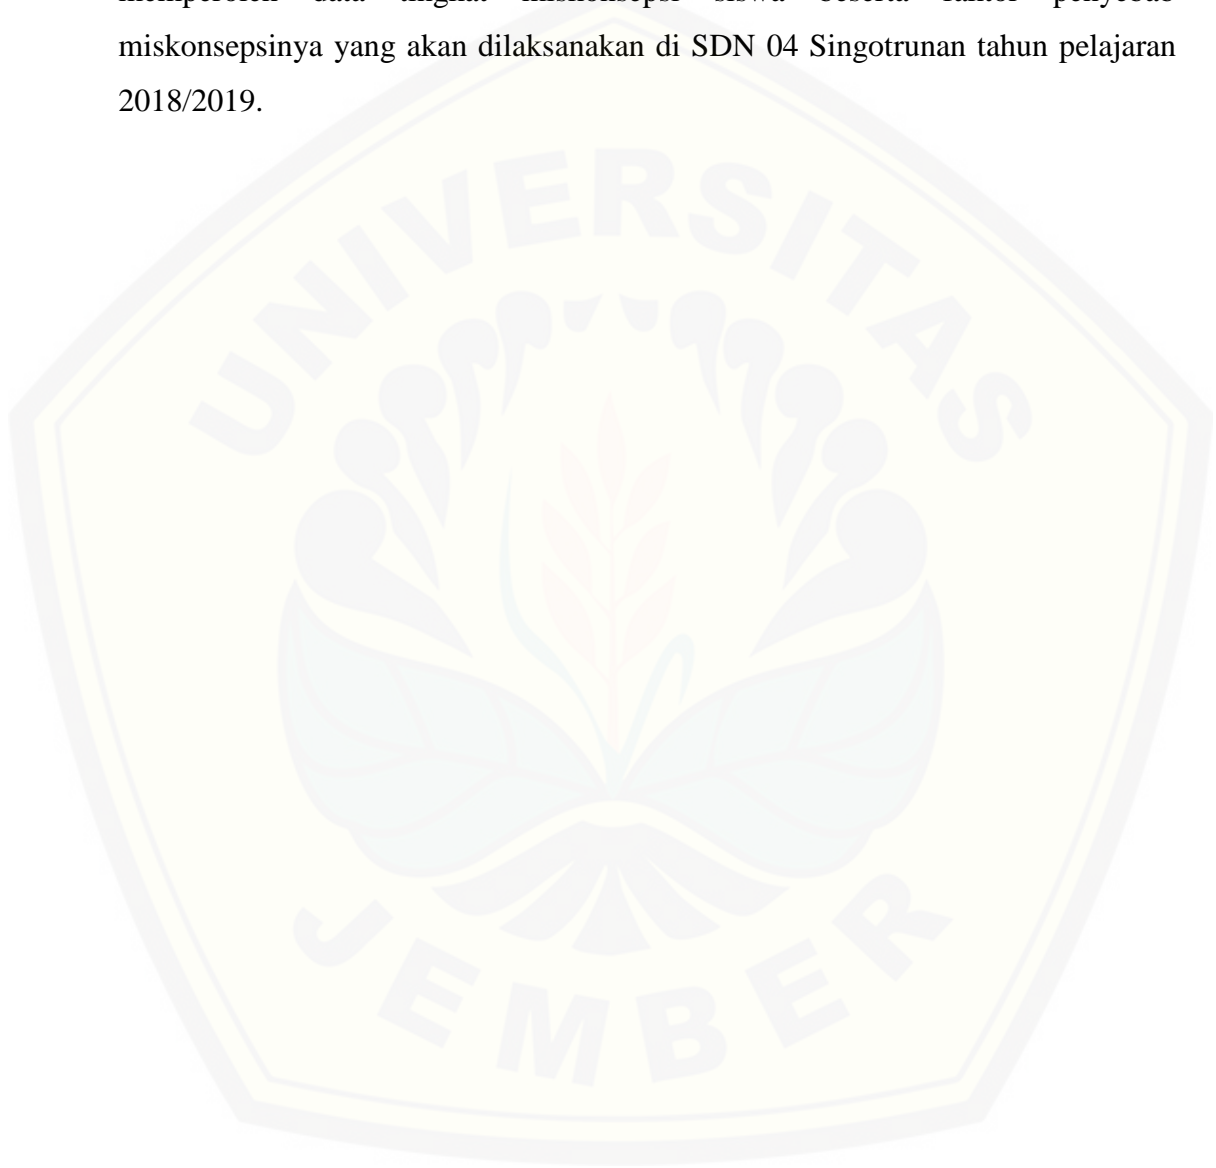 memperoleh data tingkat miskonsepsi siswa beserta faktor penyebab
miskonsepsinya yang akan dilaksanakan di SDN 04 Singotrunan tahun pelajaran
2018/2019.
UNIVERSITAS
JEMBER